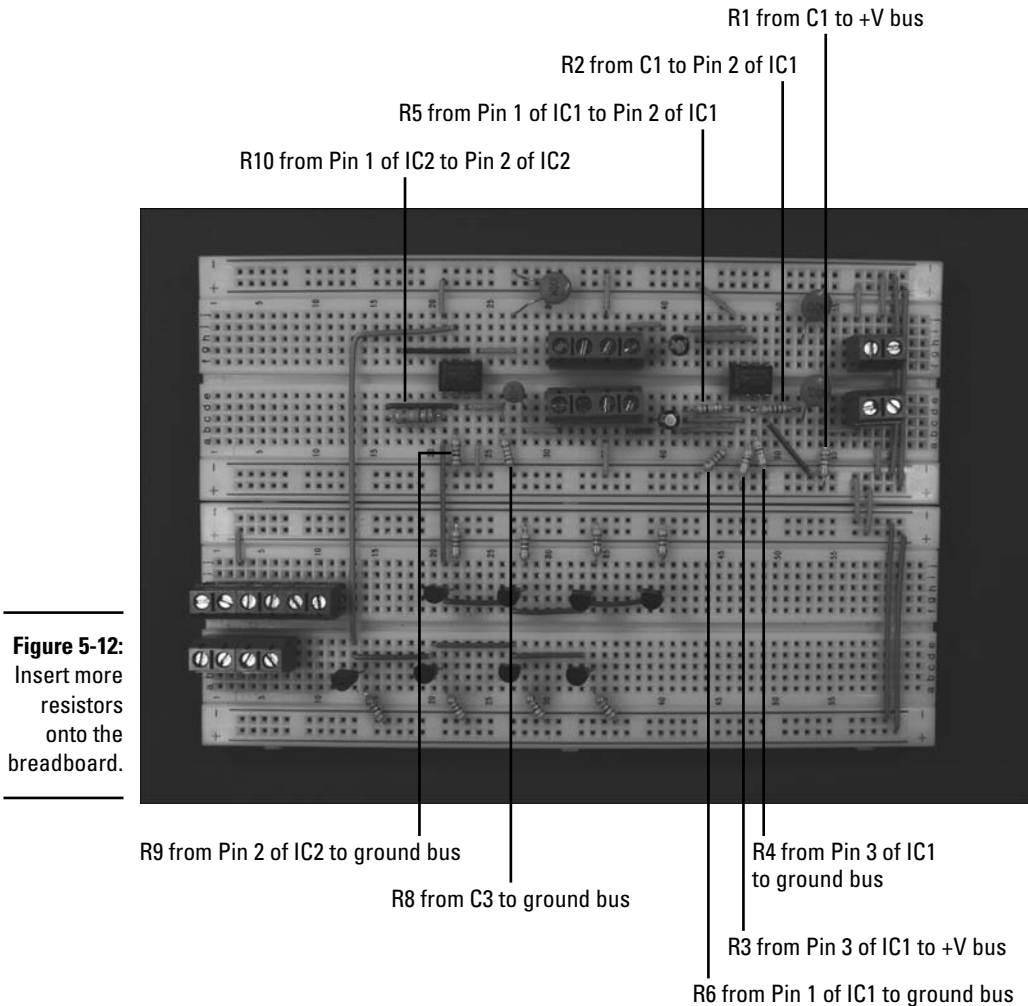 R1 from C1 to +V bus
R2 from C1 to Pin 2 of IC1
R5 from Pin 1 of IC1 to Pin 2 of IC1
R10 from Pin 1 of IC2 to Pin 2 of IC2
Figure 5-12:
Insert more
resistors
onto the
breadboard.
R9 from Pin 2 of IC2 to ground bus
R8 from C3 to ground bus
R4 from Pin 3 of IC1
to ground bus
R3 from Pin 3 of IC1 to +V bus
R6 from Pin 1 of IC1 to ground bus